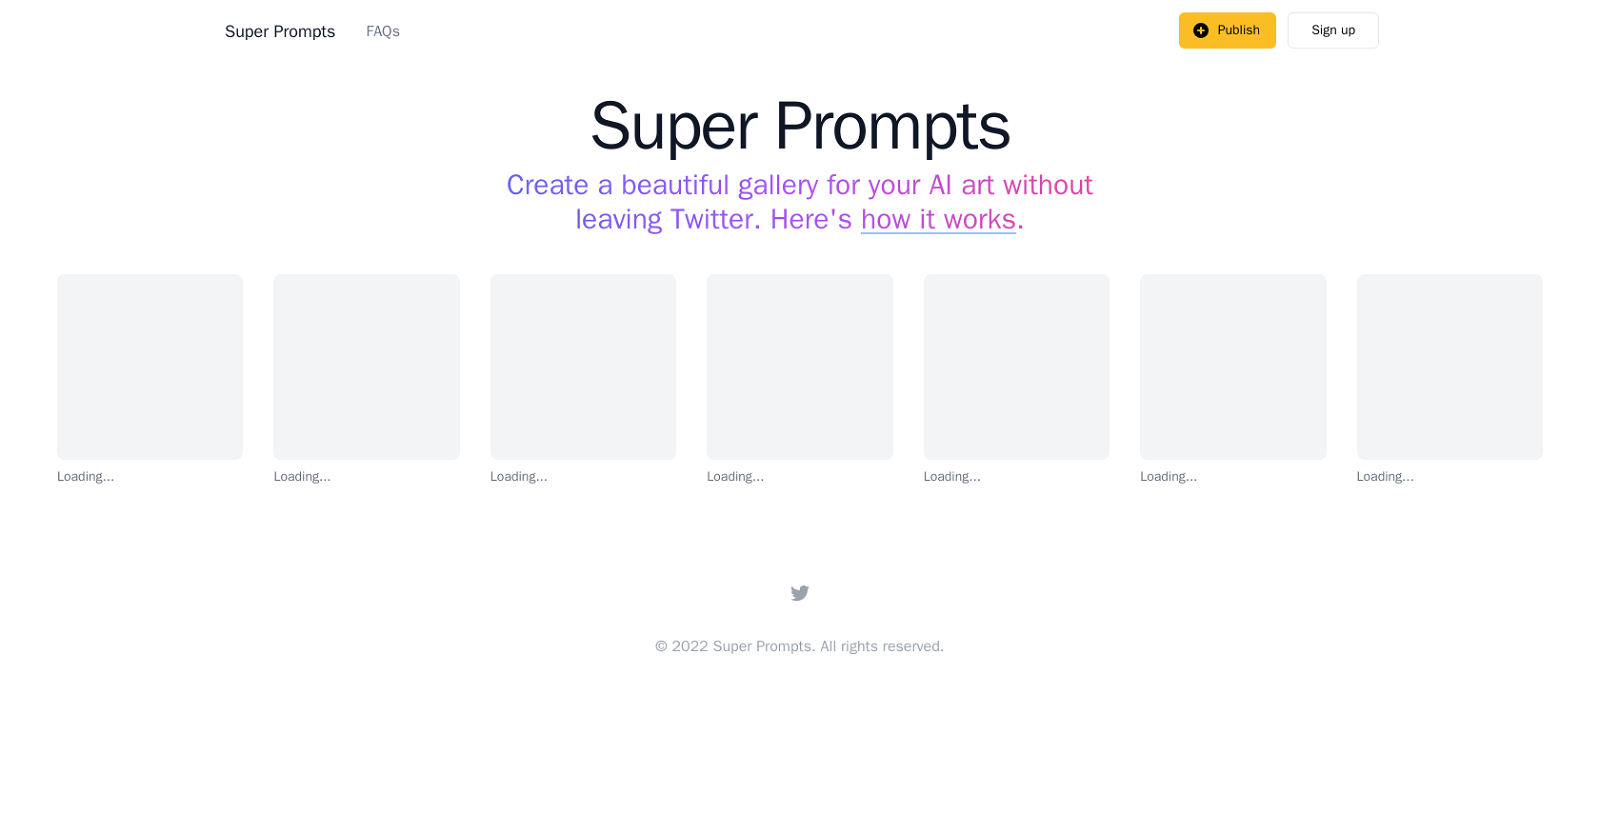 Super Prompts
FAQs
Publish
Sign up
Super Prompts
Create a beautiful gallery for your AI art without
leaving Twitter. Here's how it works.
Loading...
Loading...
Loading...
Loading...
Loading...
Loading...
Loading...
© 2022 Super Prompts. All rights reserved.